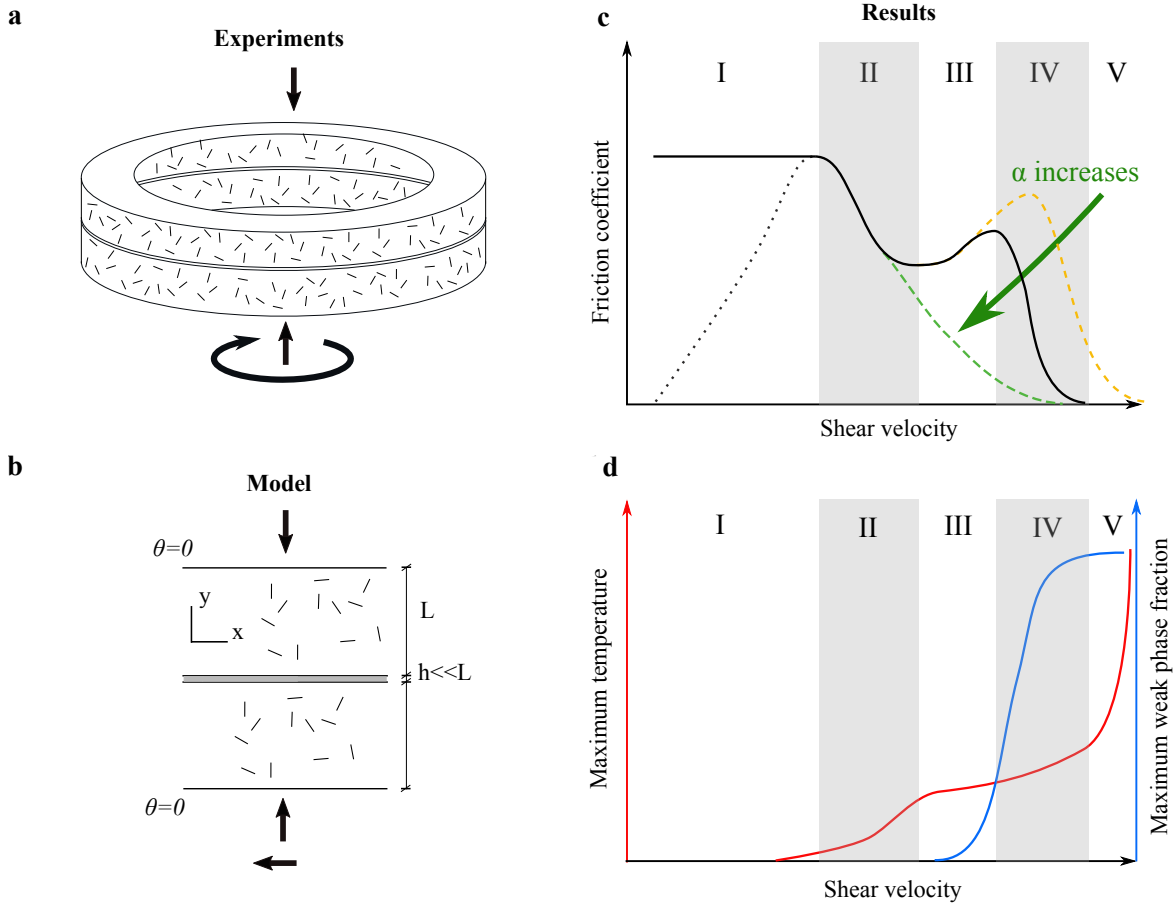 a
Experiments
b
Model
θ=0
y
x
L
h<<L
θ=0
Results
c
I
II
III
IV
V
α increases
Friction coefficient
Shear velocity
d
I
II
III
IV
V
Maximum temperature
Maximum weak phase fraction
Shear velocity